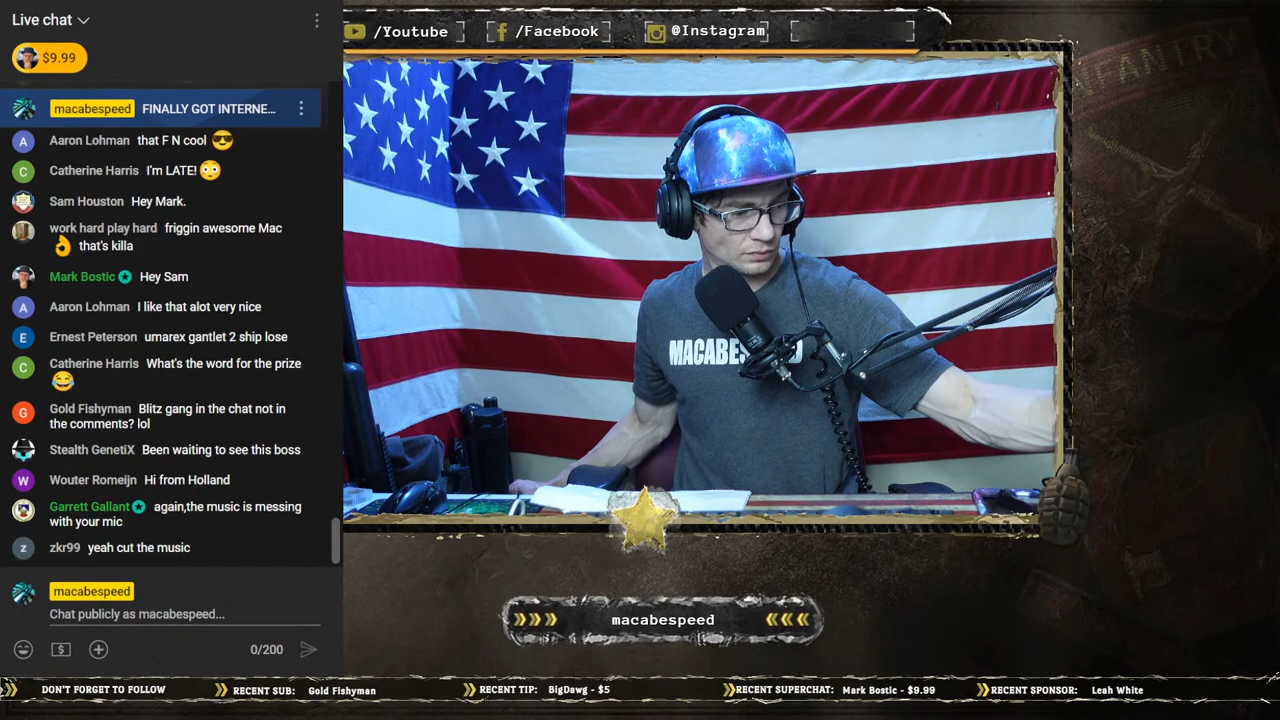 Live chat
$9.99
macabespeed FINALLY GOT INTERNE...
Aaron Lohman that F N cool
Catherine Harris I'm LATE!
Sam Houston Hey Mark.
work hard play hard friggin awesome Mac
that's killa
Mark Bostic Hey Sam
Aaron Lohman I like that alot very nice
Ernest Peterson umarex gantlet 2 ship lose
Catherine Harris What's the word for the prize
Gold Fishyman Blitz gang in the chat not in
the comments? lol
Stealth GenetiX Been waiting to see this boss
Wouter Romeijn Hi from Holland
Garrett Gallant again,the music is messing
with your mic
zkr99 yeah cut the music
macabespeed
Chat publicly as macabespeed...
0/200
/Youtube
/Facebook
@Instagram
INFANTRY
macabespeed
DON'T FORGET TO FOLLOW
RECENT SUB: Gold Fishyman
RECENT TIP: BigDawg - $5
RECENT SUPERCHAT: Mark Bostic - $9.99
RECENT SPONSOR: Leah White